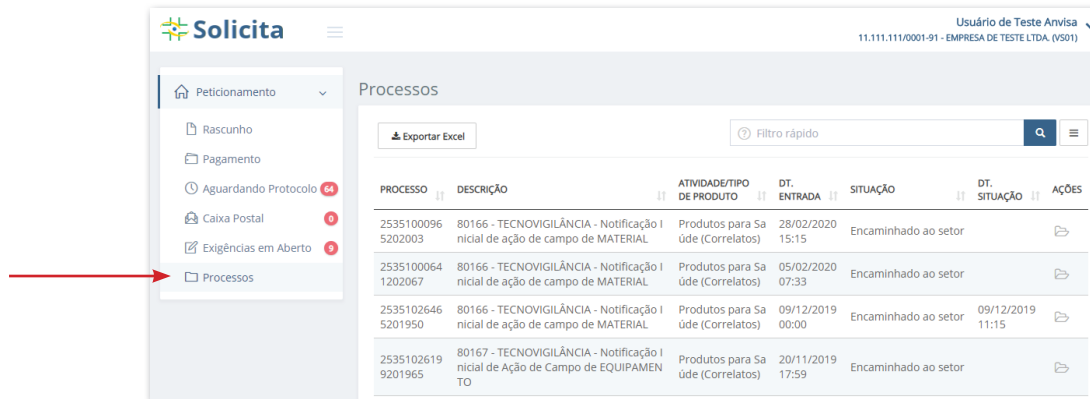 Solicita
Usuário de Teste Anvisa
11.111.111/0001-91 - EMPRESA DE TESTE LTDA. (VS01)
Peticionamento
Rascunho
Pagamento
Aguardando Protocolo 64
Caixa Postal 0
Exigências em Aberto 9
Processos
Processos
Exportar Excel
Filtro rápido
PROCESSO DESCRIÇÃO ATIVIDADE/TIPO DE PRODUTO DT. ENTRADA SITUAÇÃO DT. SITUAÇÃO AÇÕES
2535100096 80166 - TECNOVIGILÂNCIA - Notificação I Produtos para Sa 28/02/2020 Encaminhado ao setor
5202003 nicial de ação de campo de MATERIAL úde (Correlatos) 15:15
2535100064 80166 - TECNOVIGILÂNCIA - Notificação I Produtos para Sa 05/02/2020 Encaminhado ao setor
1202067 nicial de ação de campo de MATERIAL úde (Correlatos) 07:33
2535102646 80166 - TECNOVIGILÂNCIA - Notificação I Produtos para Sa 09/12/2019 Encaminhado ao setor 09/12/2019
5201950 nicial de ação de campo de MATERIAL úde (Correlatos) 00:00 11:15
2535102619 80167 - TECNOVIGILÂNCIA - Notificação I Produtos para Sa 20/11/2019 Encaminhado ao setor
9201965 nicial de Ação de Campo de EQUIPAMEN úde (Correlatos) 17:59
TO